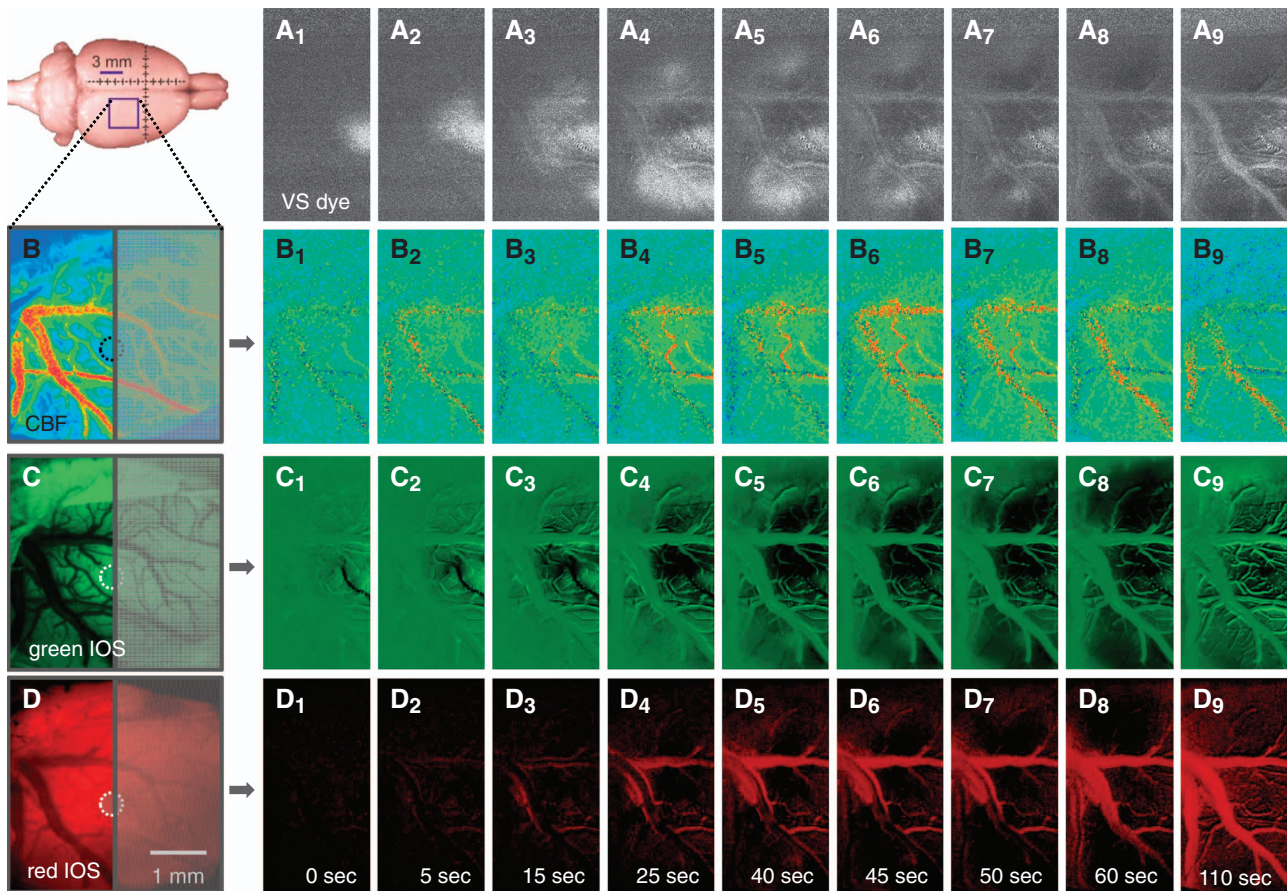 3 mm
A1 A2 A3 A4 A5 A6 A7 A8 A9
VS dye
B B1 B2 B3 B4 B5 B6 B7 B8 B9
CBF
C C1 C2 C3 C4 C5 C6 C7 C8 C9
green IOS
D D1 D2 D3 D4 D5 D6 D7 D8 D9
red IOS 1 mm 0 sec 5 sec 15 sec 25 sec 40 sec 45 sec 50 sec 60 sec 110 sec